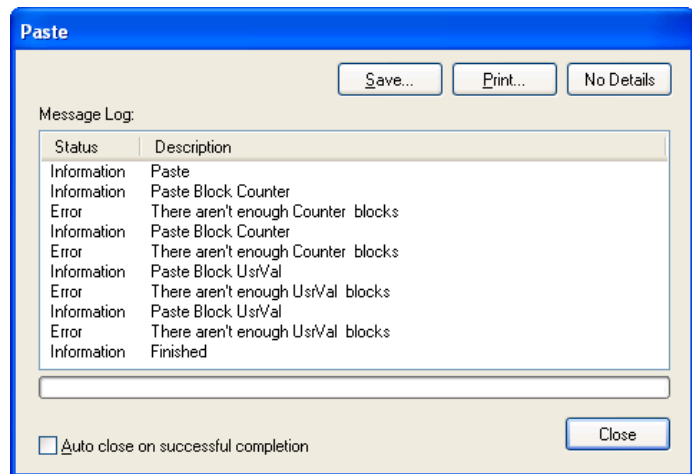 Paste
Save... Print... No Details
Message Log:
Status Description
Information Paste
Information Paste Block Counter
Error There aren't enough Counter blocks
Information Paste Block Counter
Error There aren't enough Counter blocks
Information Paste Block UsrVal
Error There aren't enough UsrVal blocks
Information Paste Block UsrVal
Error There aren't enough UsrVal blocks
Information Finished
Close
Auto close on successful completion